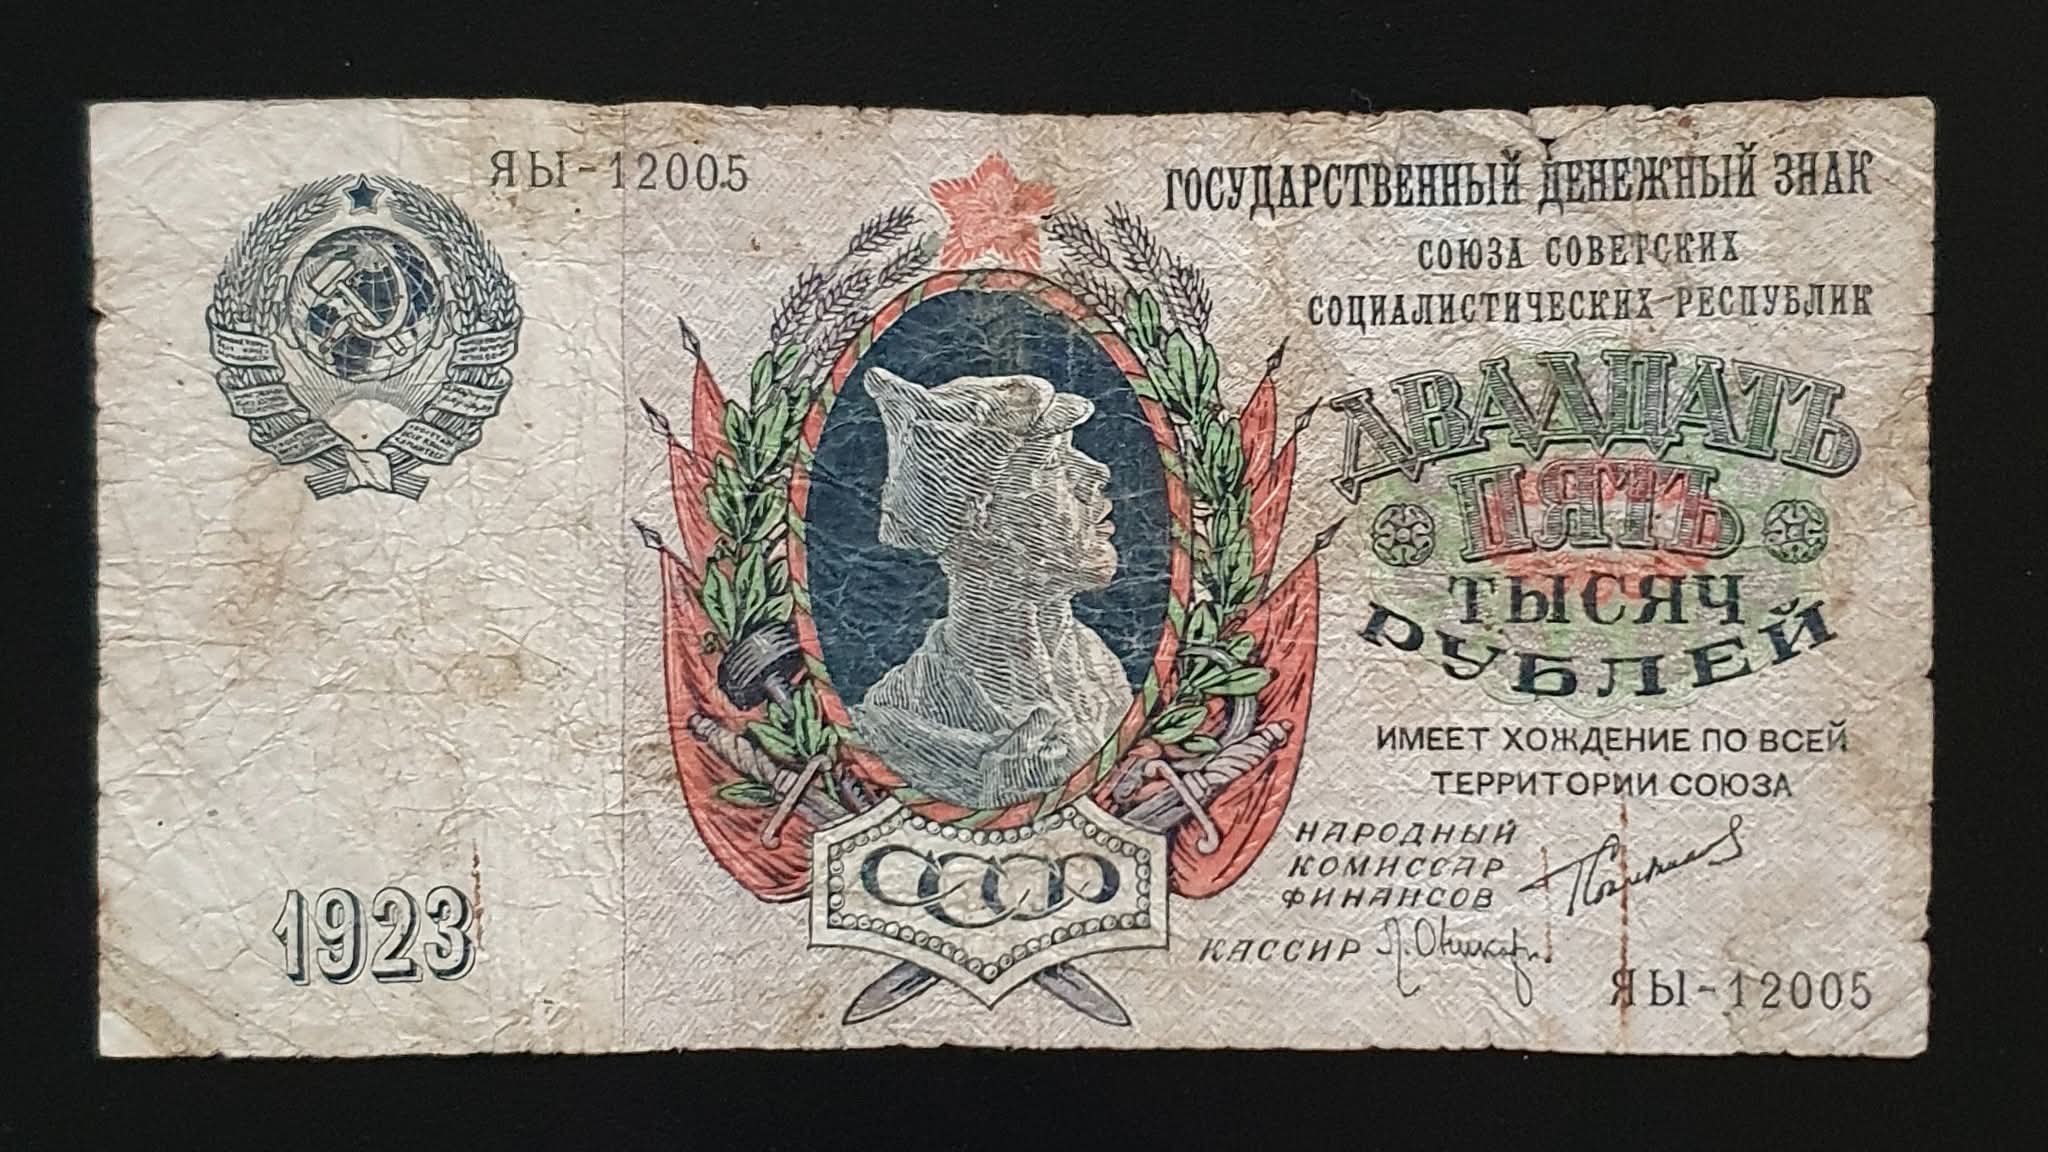 ЯЫ-12005
ГОСУДАРСТВЕННЫЙ ДЕНЕЖНЫЙ ЗНАК
СОЮЗА СОВЕТСКИХ
СОЦИАЛИСТИЧЕСКИХ РЕСПУБЛИК
ДВАДЦАТЬ
ПЯТЬ
ТЫСЯЧ
РУБЛЕЙ
ИМЕЕТ ХОЖДЕНИЕ ПО ВСЕЙ
ТЕРРИТОРИИ СОЮЗА
НАРОДНЫЙ
КОМИССАР
ФИНАНСОВ
КАССИР
СССР
1923
ЯЫ-12005